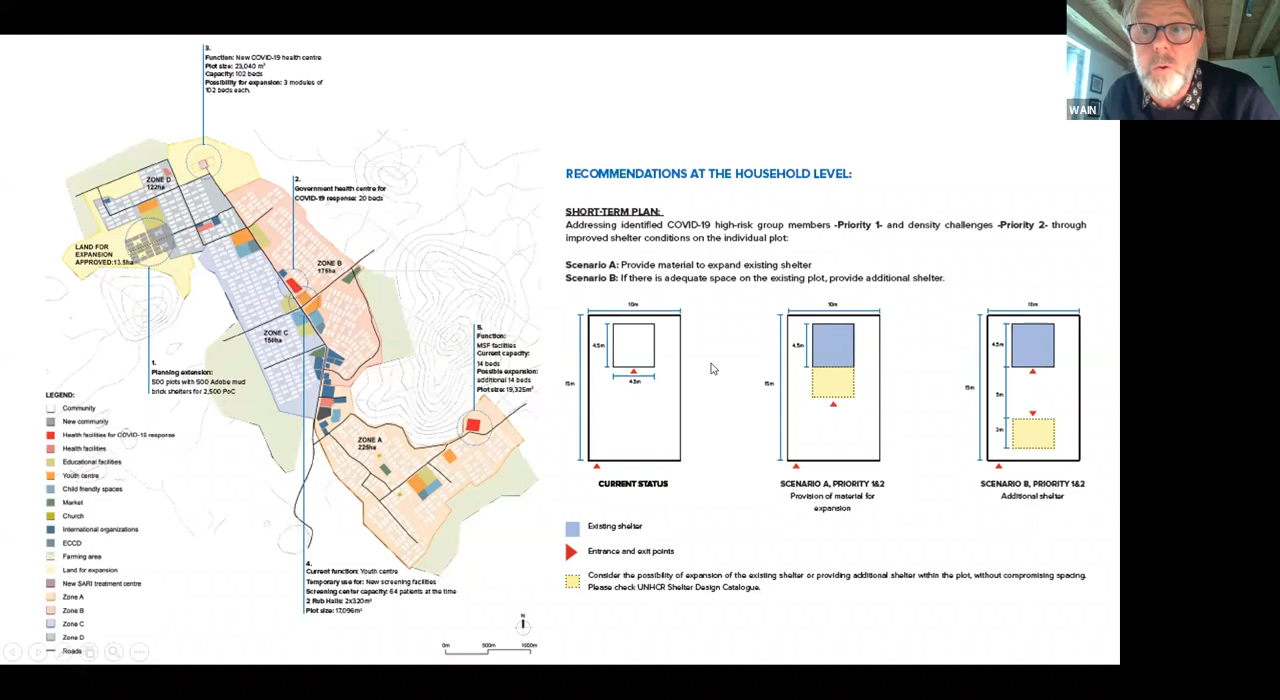 3.
Function: New COVID-19 health centre
Plot size: 23,040 m²
Capacity: 102 beds
Possibility for expansion: 3 modules of
102 beds each.
WAIN
ZONE D
122ha
2.
Government health centre for
COVID-19 response: 20 beds
LAND FOR
EXPANSION
APPROVED:13.5ha
ZONE B
175ha
ZONE C
156ha
5.
Function:
MSF facilities
Current capacity:
14 beds
Possible expansion:
additional 14 beds
Plot size: 19,325m²
1.
Planning extension:
500 plots with 500 Adobe mud
brick shelters for 2,500 PoC
ZONE A
225ha
LEGEND:
Community
New community
Health facilities for COVID-19 response
Health facilities
Educational facilities
Youth centre
Child friendly spaces
Market
Church
International organizations
ECCD
Farming area
Land for expansion
New SARI treatment centre
Zone A
Zone B
Zone C
Zone D
Roads
4.
Current function: Youth centre
Temporary use for: New screening facilities
Screening center capacity: 64 patients at the time
2 Rub Halls: 2x320m²
Plot size: 17,096m²
N
0m 500m 1000m
RECOMMENDATIONS AT THE HOUSEHOLD LEVEL:
SHORT-TERM PLAN:
Addressing identified COVID-19 high-risk group members -Priority 1- and density challenges -Priority 2- through
improved shelter conditions on the individual plot:
Scenario A: Provide material to expand existing shelter
Scenario B: If there is adequate space on the existing plot, provide additional shelter.
10m
4.5m
4.5m
15m
CURRENT STATUS
10m
4.5m
15m
SCENARIO A, PRIORITY 1&2
Provision of material for
expansion
4.5m
15m
5m
3m
SCENARIO B, PRIORITY 1&2
Additional shelter
Existing shelter
Entrance and exit points
Consider the possibility of expansion of the existing shelter or providing additional shelter within the plot, without compromising spacing.
Please check UNHCR Shelter Design Catalogue.